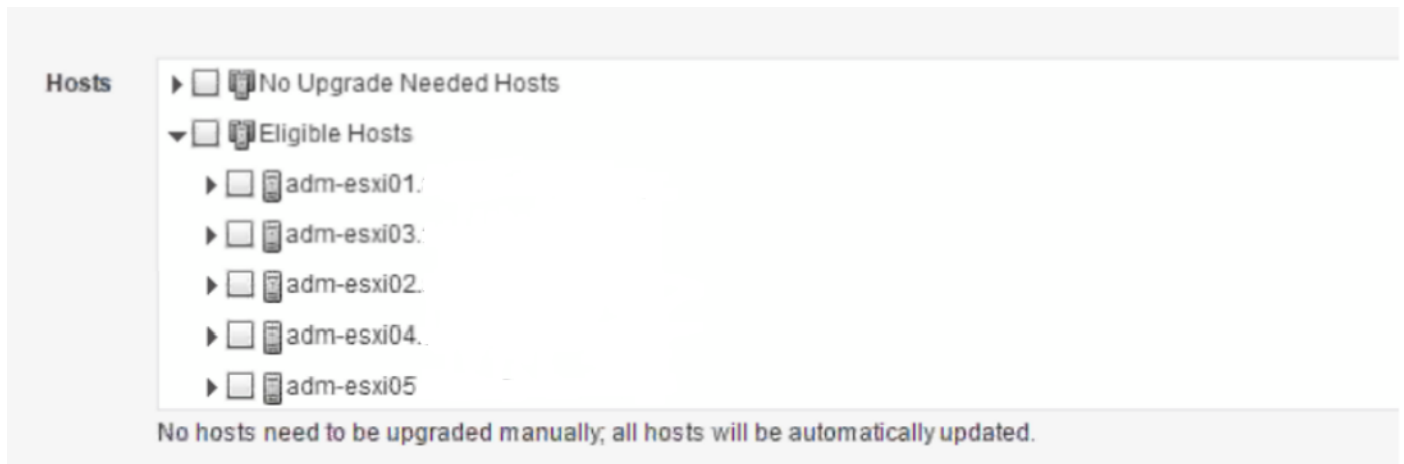 Hosts
No Upgrade Needed Hosts
Eligible Hosts
adm-esxi01.
adm-esxi03.
adm-esxi02.
adm-esxi04.
adm-esxi05
No hosts need to be upgraded manually; all hosts will be automatically updated.